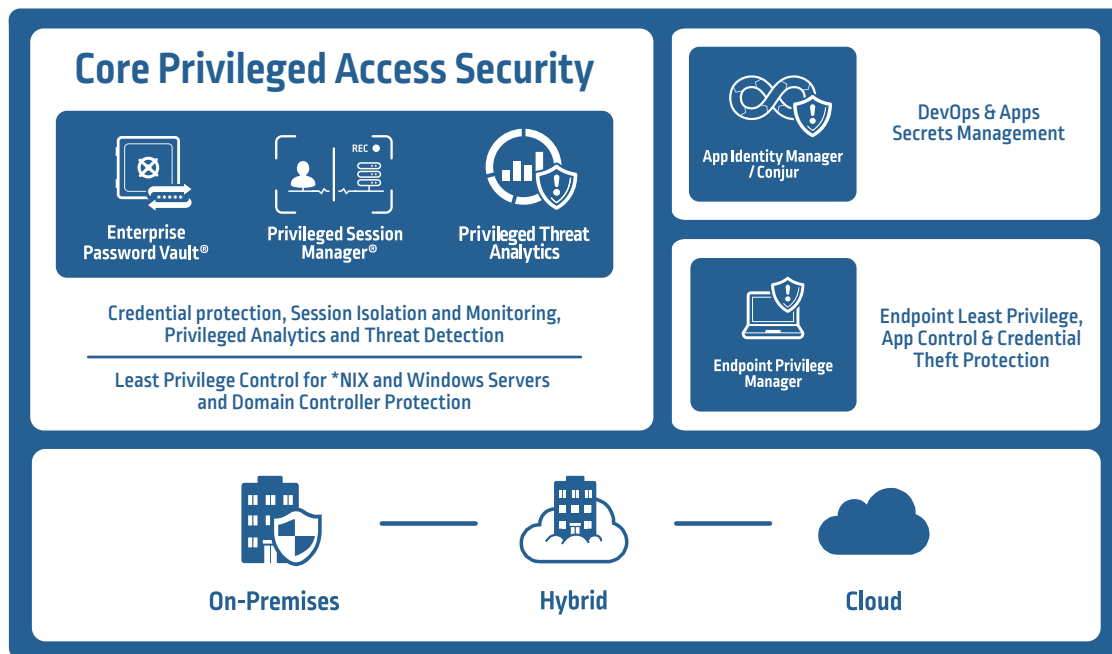 Core Privileged Access Security
REC
Enterprise
Password Vault®
Privileged Session
Manager®
Privileged Threat
Analytics
Credential protection, Session Isolation and Monitoring,
Privileged Analytics and Threat Detection
Least Privilege Control for *NIX and Windows Servers
and Domain Controller Protection
App Identity Manager
/ Conjur
DevOps & Apps
Secrets Management
Endpoint Privilege
Manager
Endpoint Least Privilege,
App Control & Credential
Theft Protection
On-Premises
Hybrid
Cloud